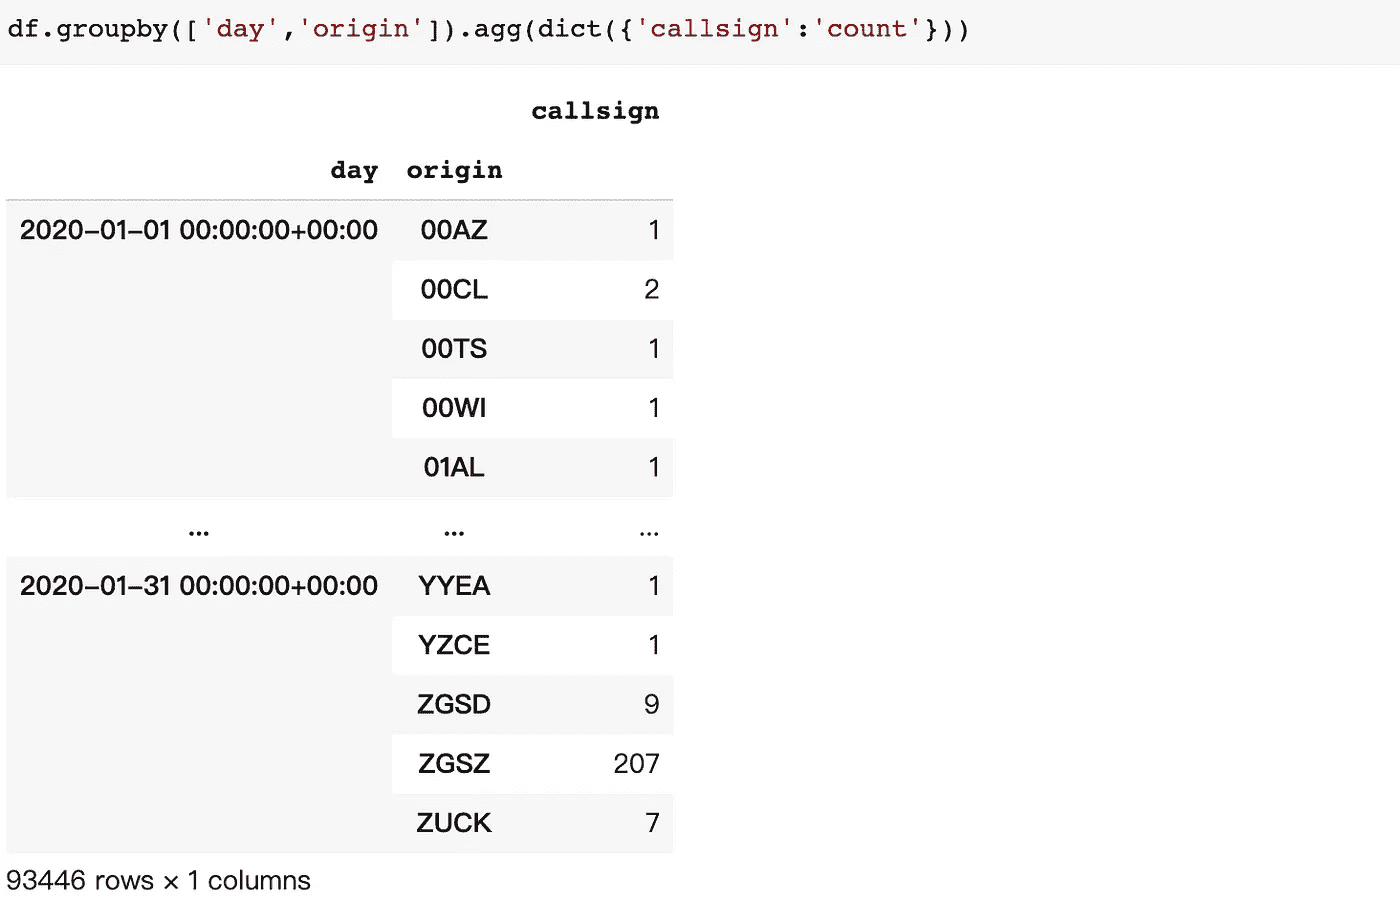 df.groupby(['day','origin']).agg(dict({'callsign':'count'}))
callsign
day origin
2020-01-01 00:00:00+00:00 00AZ 1
00CL 2
00TS 1
00WI 1
01AL 1
... ... ...
2020-01-31 00:00:00+00:00 YYEA 1
YZCE 1
ZGSD 9
ZGSZ 207
ZUCK 7
93446 rows × 1 columns